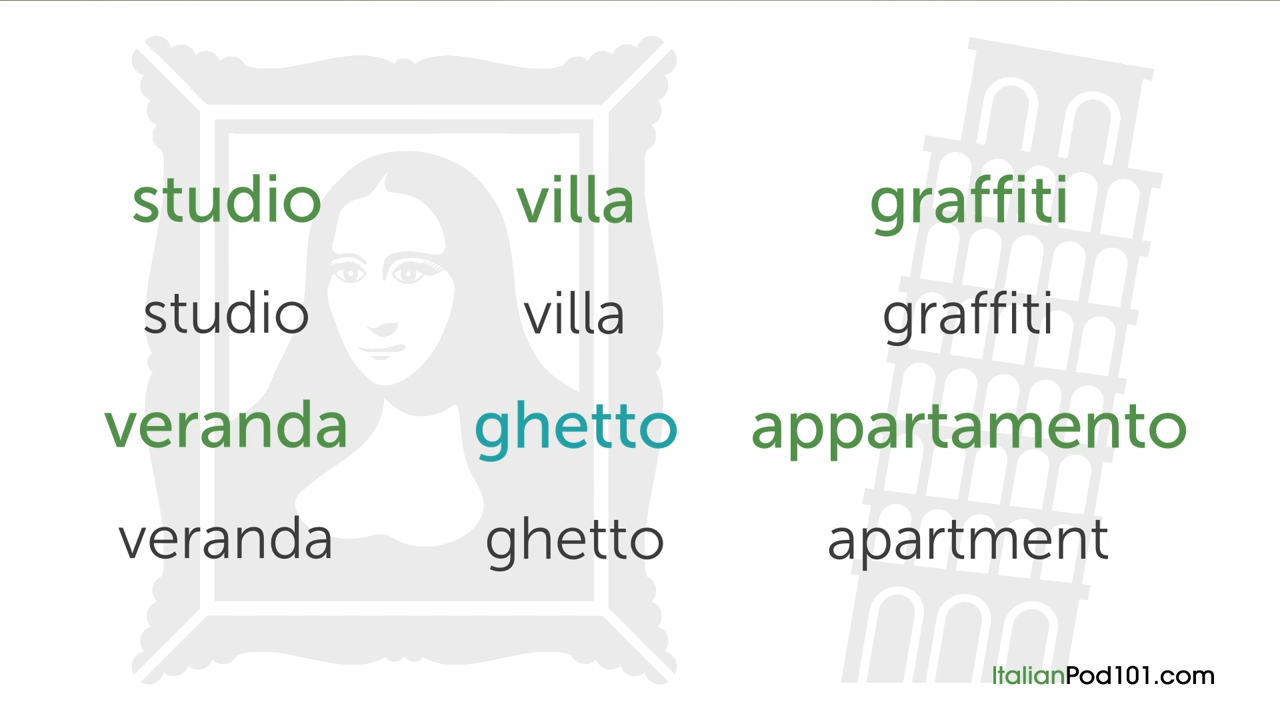 studio villa graffiti
studio villa graffiti
veranda ghetto appartamento
veranda ghetto apartment
ItalianPod101.com